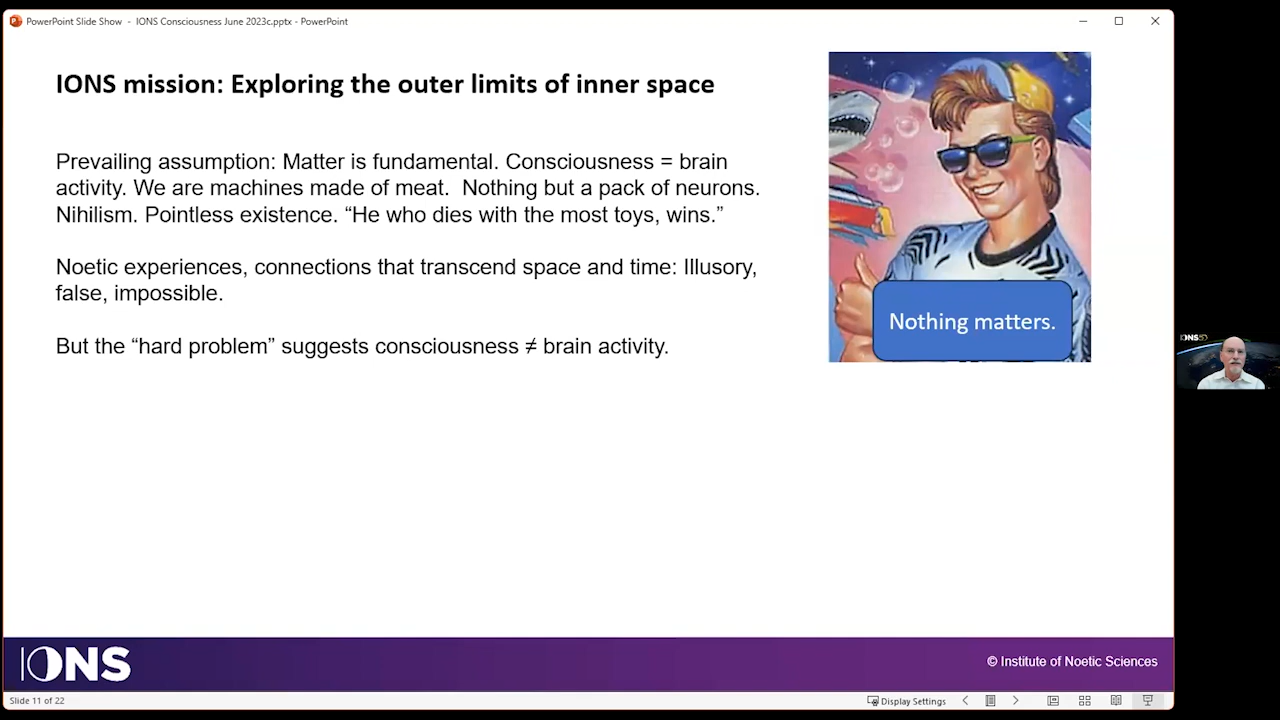 PowerPoint Slide Show - IONS Consciousness June 2023c.pptx - PowerPoint
IONS mission: Exploring the outer limits of inner space
Prevailing assumption: Matter is fundamental. Consciousness = brain
activity. We are machines made of meat. Nothing but a pack of neurons.
Nihilism. Pointless existence. “He who dies with the most toys, wins.”
Noetic experiences, connections that transcend space and time: Illusory,
false, impossible.
But the “hard problem” suggests consciousness ≠ brain activity.
Nothing matters.
IONS
IONS
© Institute of Noetic Sciences
Slide 11 of 22
Display Settings